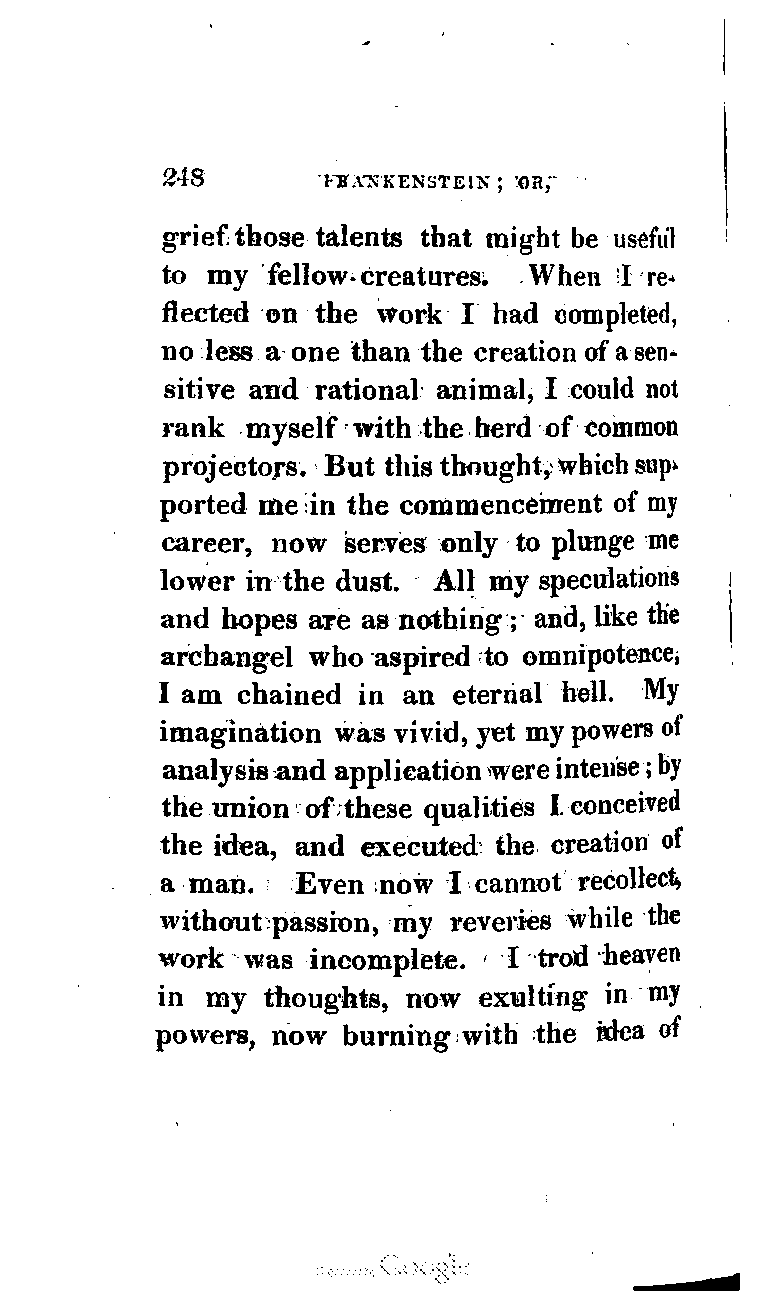 248 FRANKENSTEIN; OR,
grief those talents that might be useful
to my fellow-creatures. When I re-
flected on the work I had completed,
no less a one than the creation of a sen-
sitive and rational animal, I could not
rank myself with the herd of common
projectors. But this thought, which sup-
ported me in the commencement of my
career, now serves only to plunge me
lower in the dust. All my speculations
and hopes are as nothing; and, like the
archangel who aspired to omnipotence,
I am chained in an eternal hell. My
imagination was vivid, yet my powers of
analysis and application were intense; by
the union of these qualities I conceived
the idea, and executed the creation of
a man. Even now I cannot recollect,
without passion, my reveries while the
work was incomplete. I trod heaven
in my thoughts, now exulting in my
powers, now burning with the idea of
Google